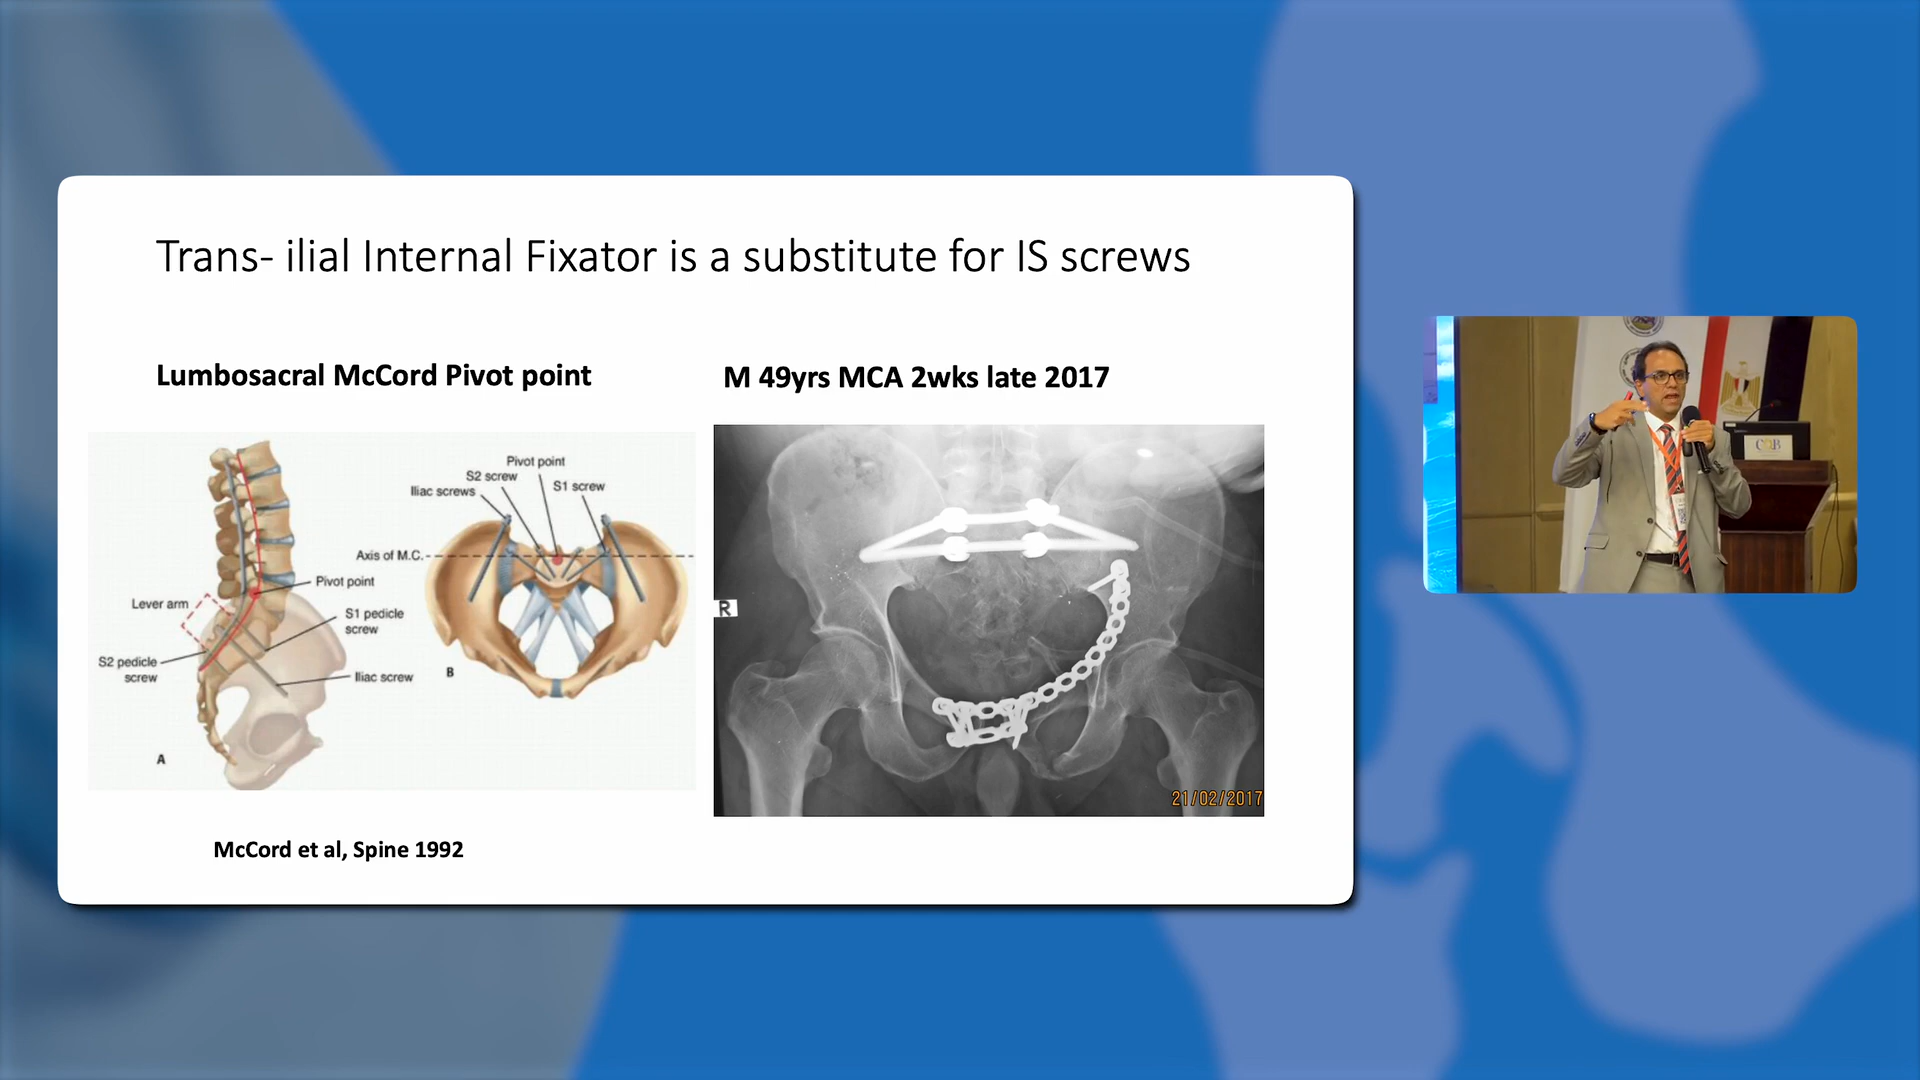 Trans- ilial Internal Fixator is a substitute for IS screws
Lumbosacral McCord Pivot point
M 49yrs MCA 2wks late 2017
Pivot point
S2 screw
S1 screw
Iliac screws
Axis of M.C.
Pivot point
Lever arm
S1 pedicle
screw
S2 pedicle
screw
Iliac screw
B
A
R
21/02/2017
McCord et al, Spine 1992